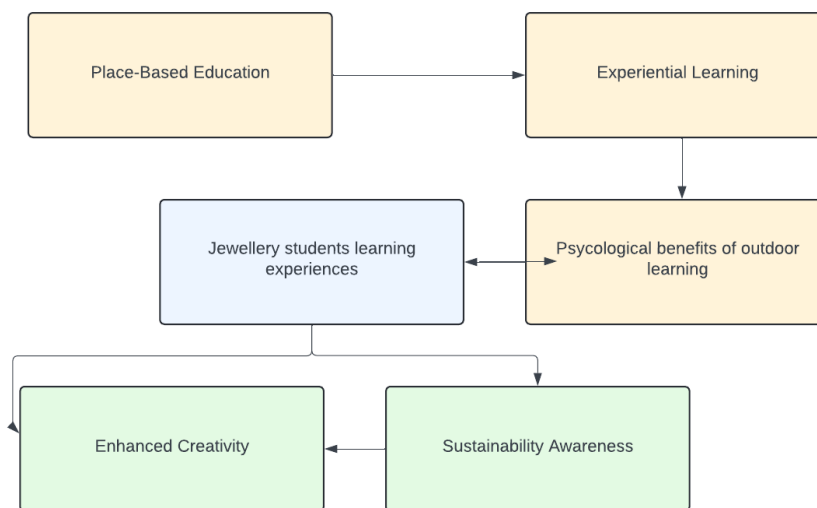 Place-Based Education
Experiential Learning
Jewellery students learning
experiences
Psycological benefits of outdoor
learning
Enhanced Creativity
Sustainability Awareness